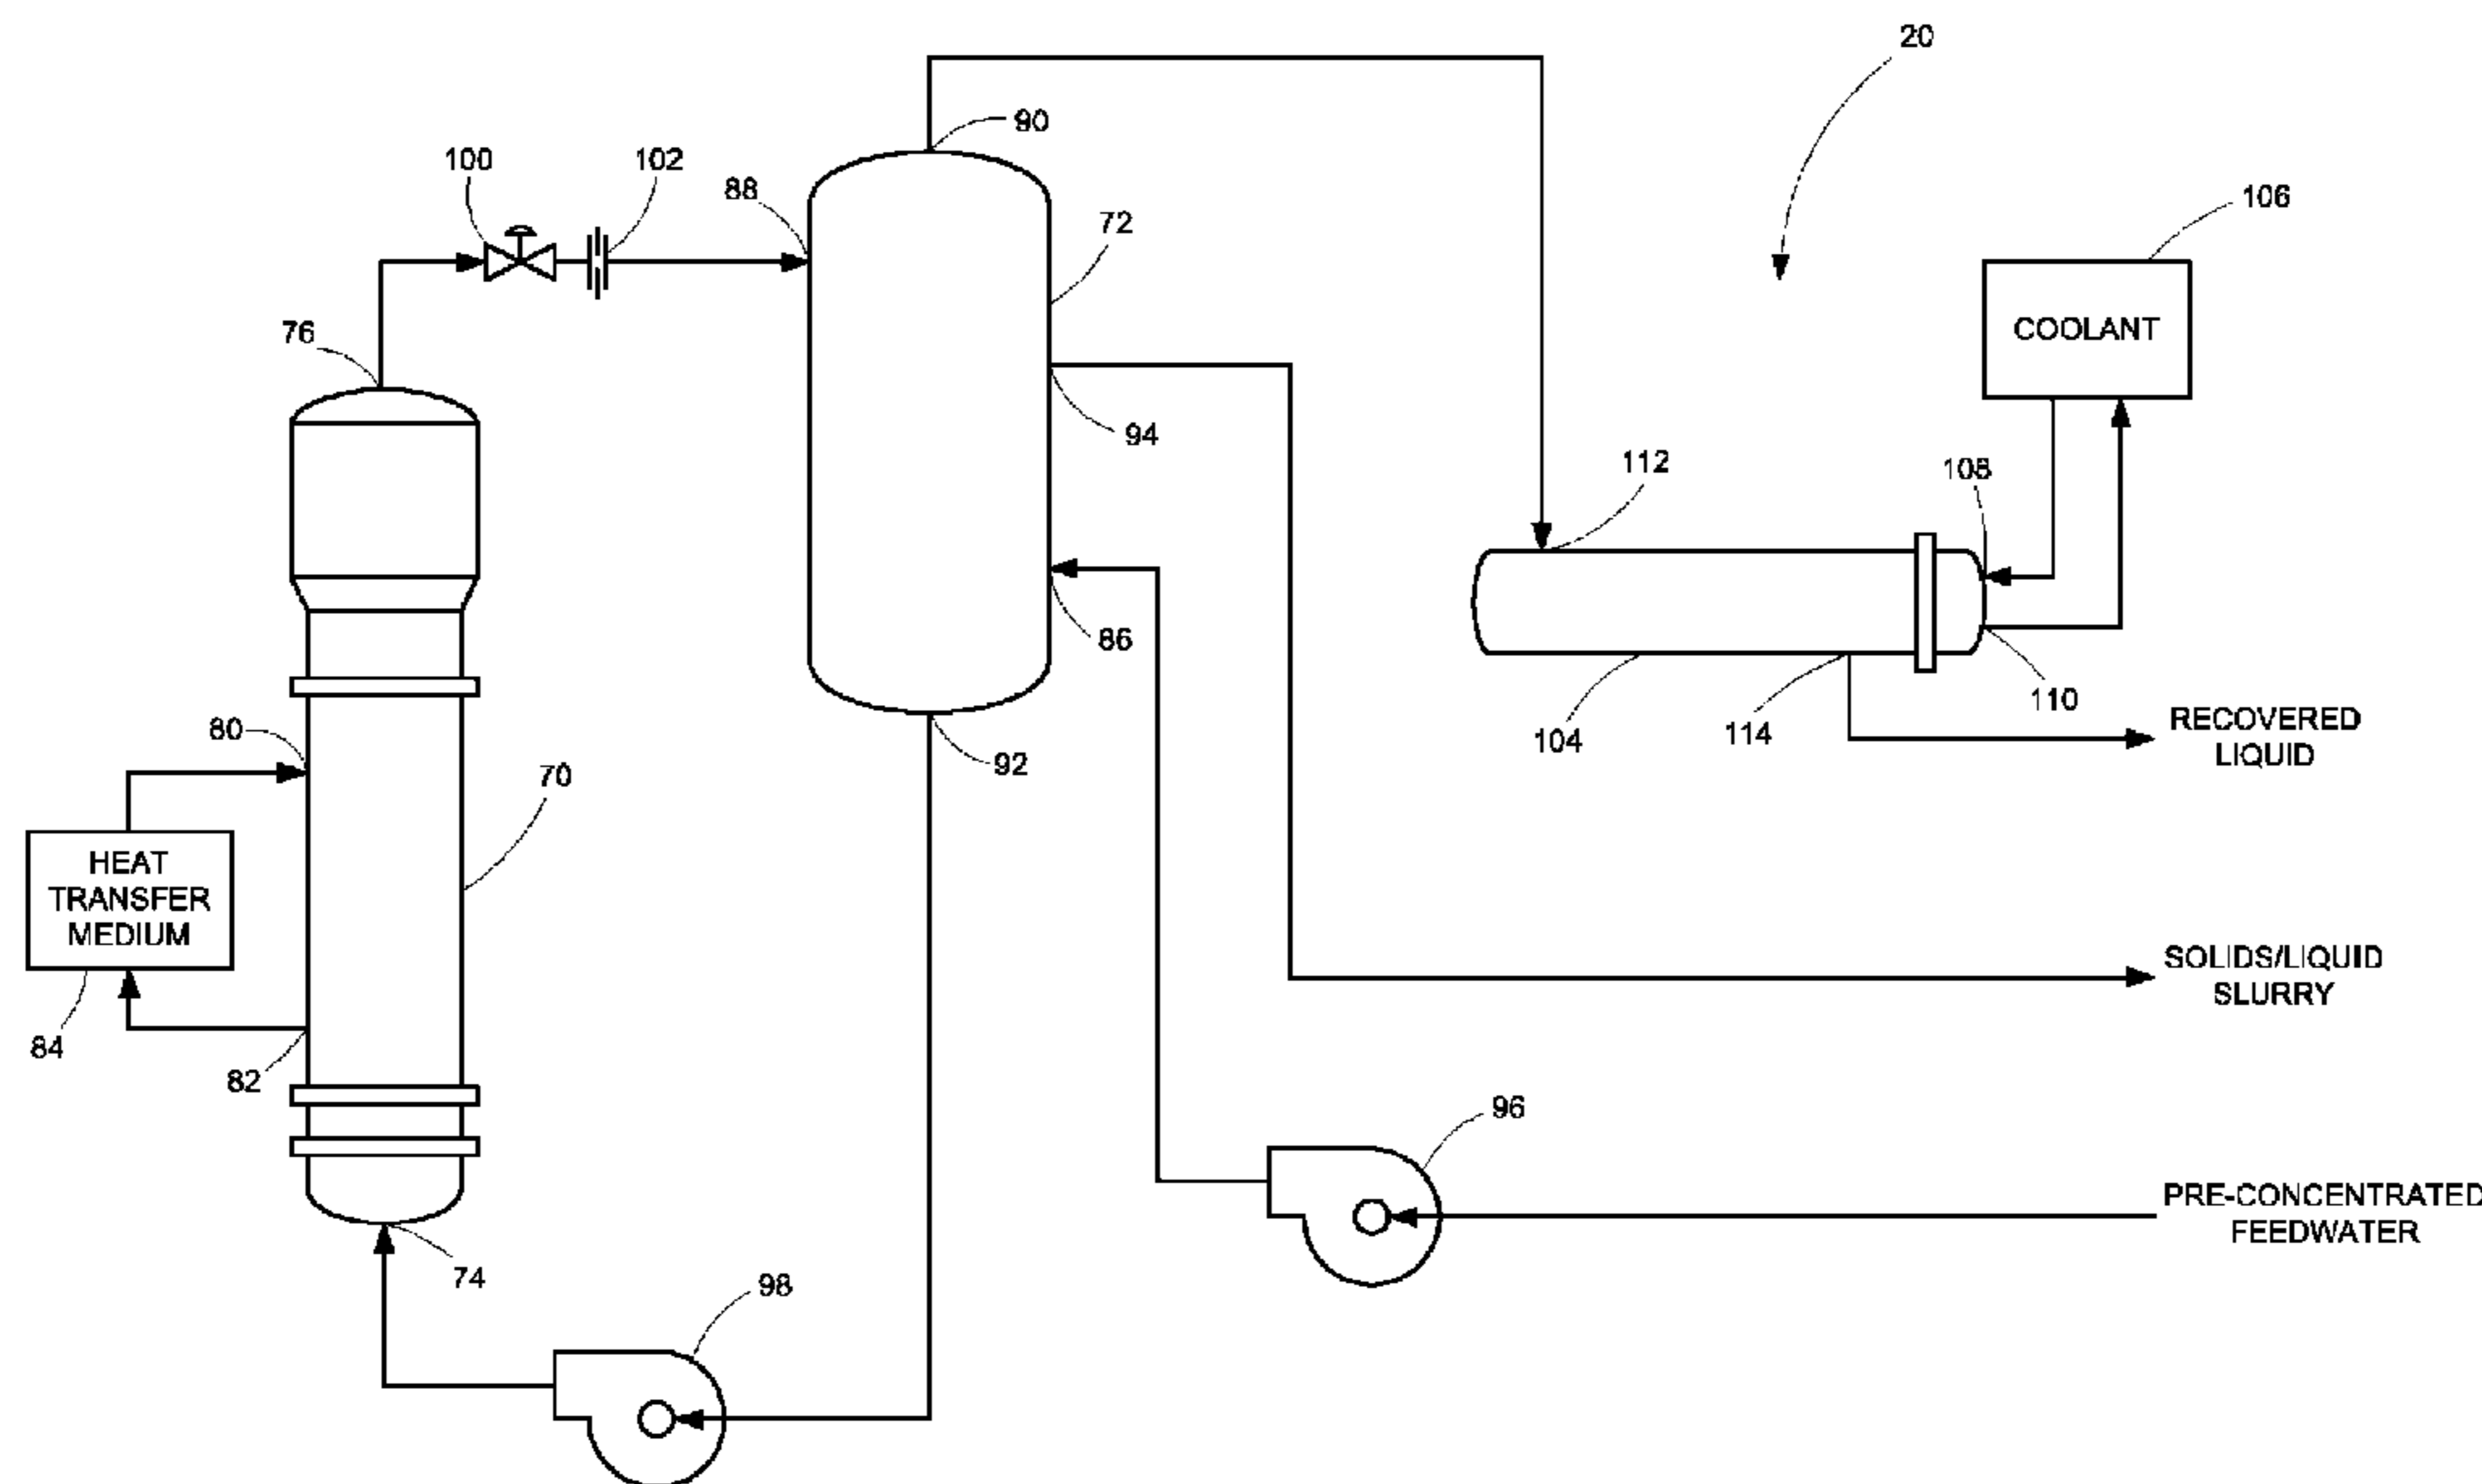 20
90
100
102
88
106
72
COOLANT
76
94
112
108
86
80
110
RECOVERED
LIQUID
104
114
92
70
HEAT
TRANSFER
MEDIUM
SOLIDS/LIQUID
SLURRY
84
82
96
PRE-CONCENTRATED
FEEDWATER
74
98